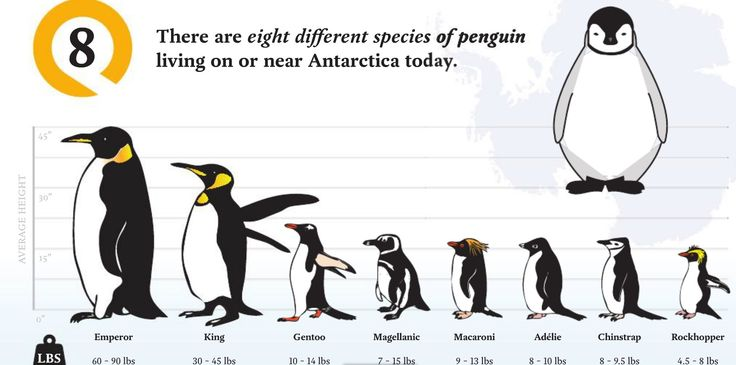 8
There are eight different species of penguin
living on or near Antarctica today.
AVERAGE HEIGHT
45"
30"
15"
0"
Emperor King Gentoo Magellanic Macaroni Adélie Chinstrap Rockhopper
LBS 60 - 90 lbs 30 - 45 lbs 10 - 14 lbs 7 - 15 lbs 9 - 13 lbs 8 - 10 lbs 8 - 9.5 lbs 4.5 - 8 lbs